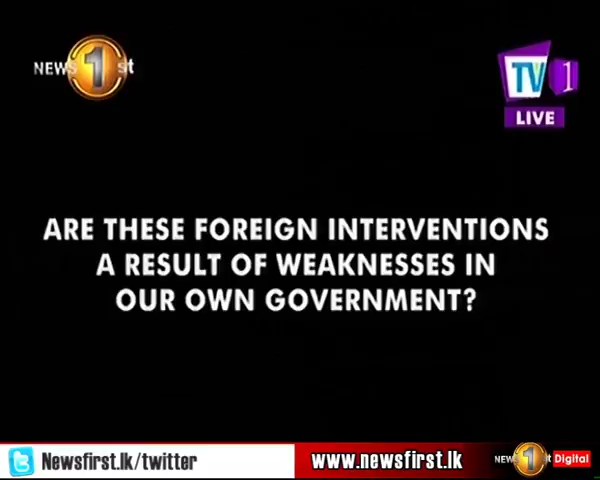 NEWS 1st
TV 1
LIVE
ARE THESE FOREIGN INTERVENTIONS
A RESULT OF WEAKNESSES IN
OUR OWN GOVERNMENT?
Newsfirst.lk/twitter
www.newsfirst.lk
NEWS 1st Digital